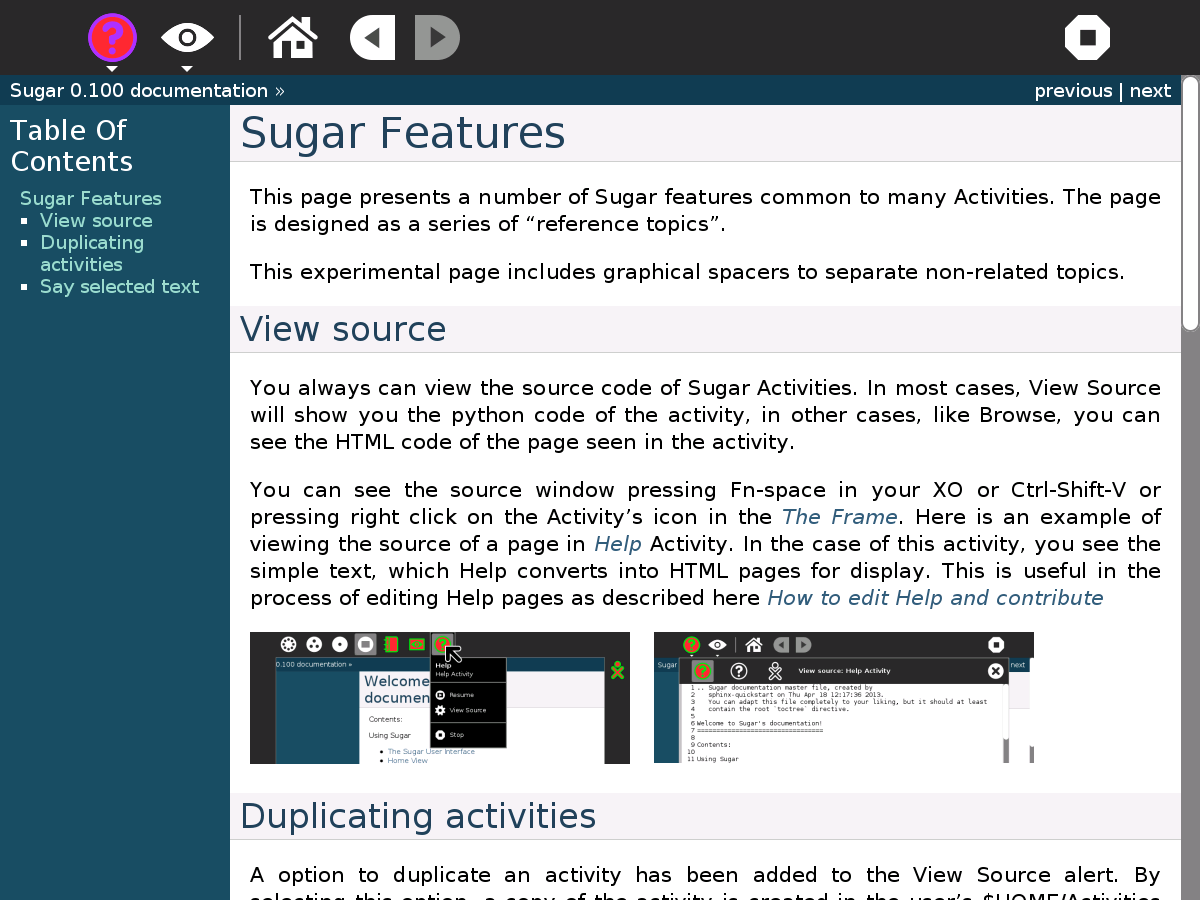 Sugar 0.100 documentation »
previous | next
Table Of
Contents
Sugar Features
View source
Duplicating
activities
Say selected text
Sugar Features
This page presents a number of Sugar features common to many Activities. The page
is designed as a series of “reference topics”.
This experimental page includes graphical spacers to separate non-related topics.
View source
You always can view the source code of Sugar Activities. In most cases, View Source
will show you the python code of the activity, in other cases, like Browse, you can
see the HTML code of the page seen in the activity.
You can see the source window pressing Fn-space in your XO or Ctrl-Shift-V or
pressing right click on the Activity’s icon in the The Frame. Here is an example of
viewing the source of a page in Help Activity. In the case of this activity, you see the
simple text, which Help converts into HTML pages for display. This is useful in the
process of editing Help pages as described here How to edit Help and contribute
0.100 documentation »
Welcome
documen
Contents:
Using Sugar
The Sugar User Interface
Home View
Help
Help Activity
Resume
View Source
Stop
Sugar
next
View source: Help Activity
1 .. Sugar documentation master file, created by
2 sphinx-quickstart on Thu Apr 18 12:17:36 2013.
3 You can adapt this file completely to your liking, but it should at least
4 contain the root `toctree` directive.
5
6 Welcome to Sugar's documentation!
7 =================================
8
9 Contents:
10
11 Using Sugar
Duplicating activities
A option to duplicate an activity has been added to the View Source alert. By
selecting this option, a copy of the activity is created in the user’s $HOME/Activities